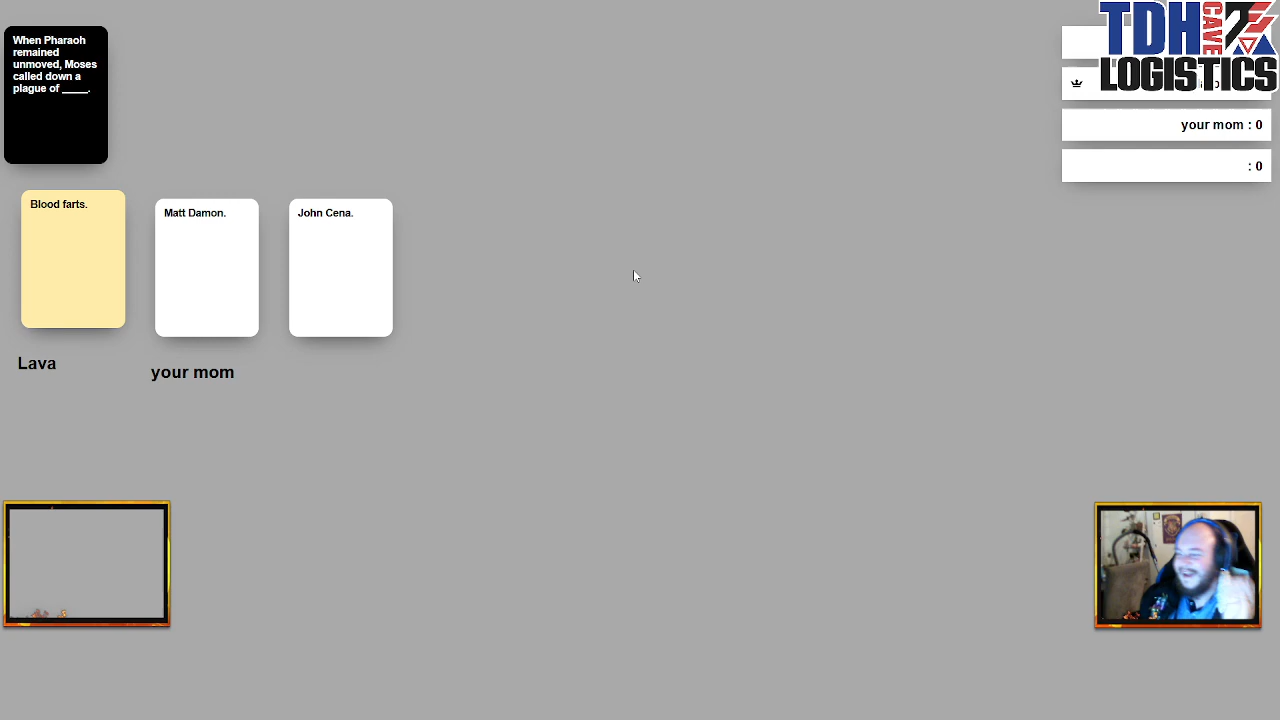 When Pharaoh
remained
unmoved, Moses
called down a
plague of _____.
Blood farts.
Matt Damon.
John Cena.
Lava
your mom
TDH
CAVE
LOGISTICS
your mom : 0
: 0